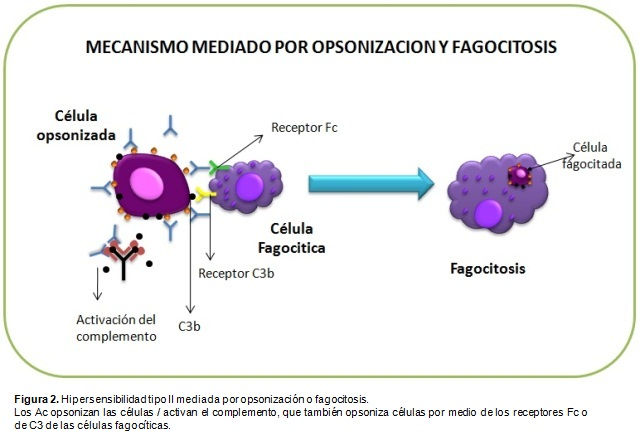 MECANISMO MEDIADO POR OPSONIZACION Y FAGOCITOSIS
Célula
opsonizada
Receptor Fc
Célula
fágocitada
Célula
Fagocitica
Receptor C3b
Fagocitosis
Activación del
complemento
C3b
Figura 2. Hipersensibilidad tipo II mediada por opsonización o fagocitosis.
Los Ac opsonizan las células / activan el complemento, que también opsoniza células por medio de los receptores Fc o
de C3 de las células fagocíticas.